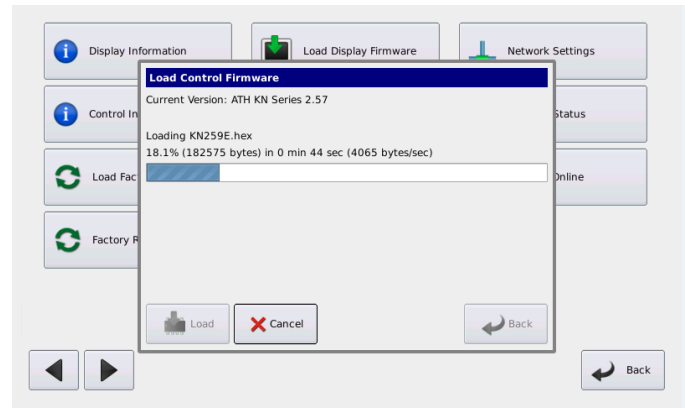 Display Information
Load Display Firmware
Network Settings
Load Control Firmware
Current Version: ATH KN Series 2.57
Control In
Status
Loading KN259E.hex
18.1% (182575 bytes) in 0 min 44 sec (4065 bytes/sec)
Load Fac
Online
Factory R
Load
Cancel
Back
Back